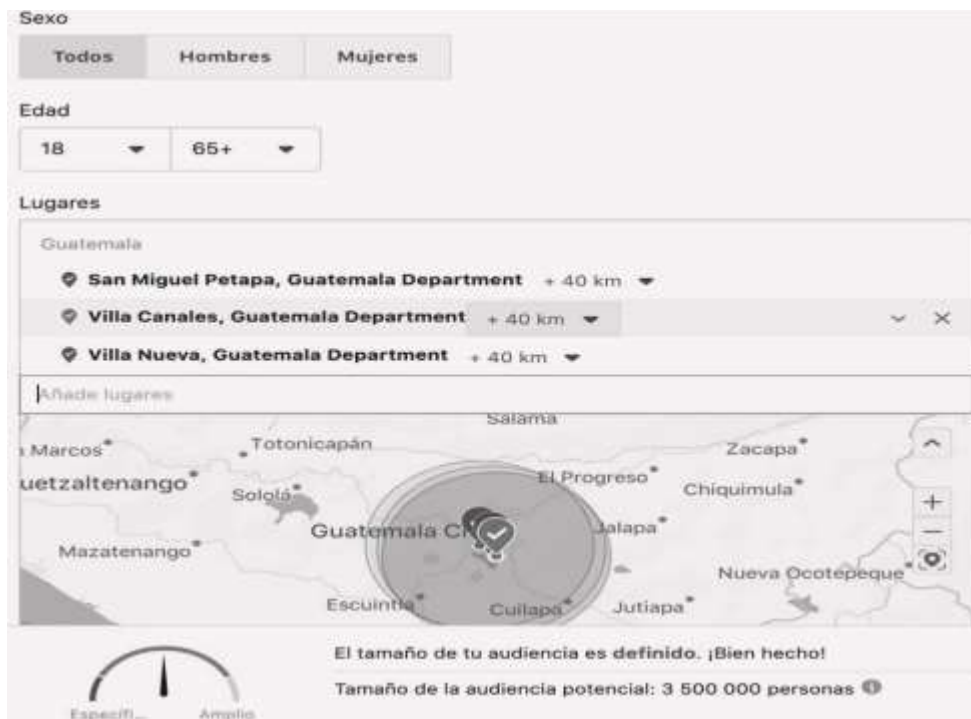 Sexo
Todos Hombres Mujeres
Edad
18 65+
Lugares
Guatemala
San Miguel Petapa, Guatemala Department + 40 km
Villa Canales, Guatemala Department + 40 km
Villa Nueva, Guatemala Department + 40 km
Añade lugares
Salamá
Marcos Totonicapán Zacapa
uetzaltenango Sololá El Progreso Chiquimula
Guatemala Ci Jalapa
Mazatenango Nueva Ocotepeque
Escuintla Cuilapa Jutiapa
El tamaño de tu audiencia es definido. ¡Bien hecho!
Tamaño de la audiencia potencial: 3 500 000 personas
Específi... Amplio